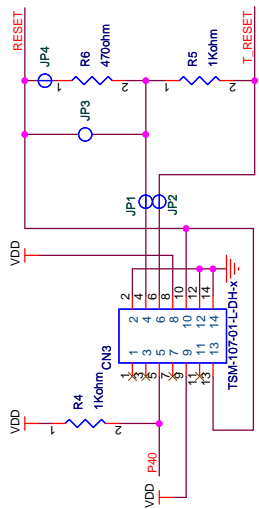 RESET
JP4
1
R6
470ohm
2
R5
1Kohm
1
2
T_RESET
JP3
JP1
JP2
VDD
2
4
6
8
10
12
14
2
4
6
8
10
12
14
1
3
5
7
9
11
13
1
3
5
7
9
11
13
CN3
TSM-107-01-L-DH-x
VDD
R4
1Kohm
1
2
P40
VDD